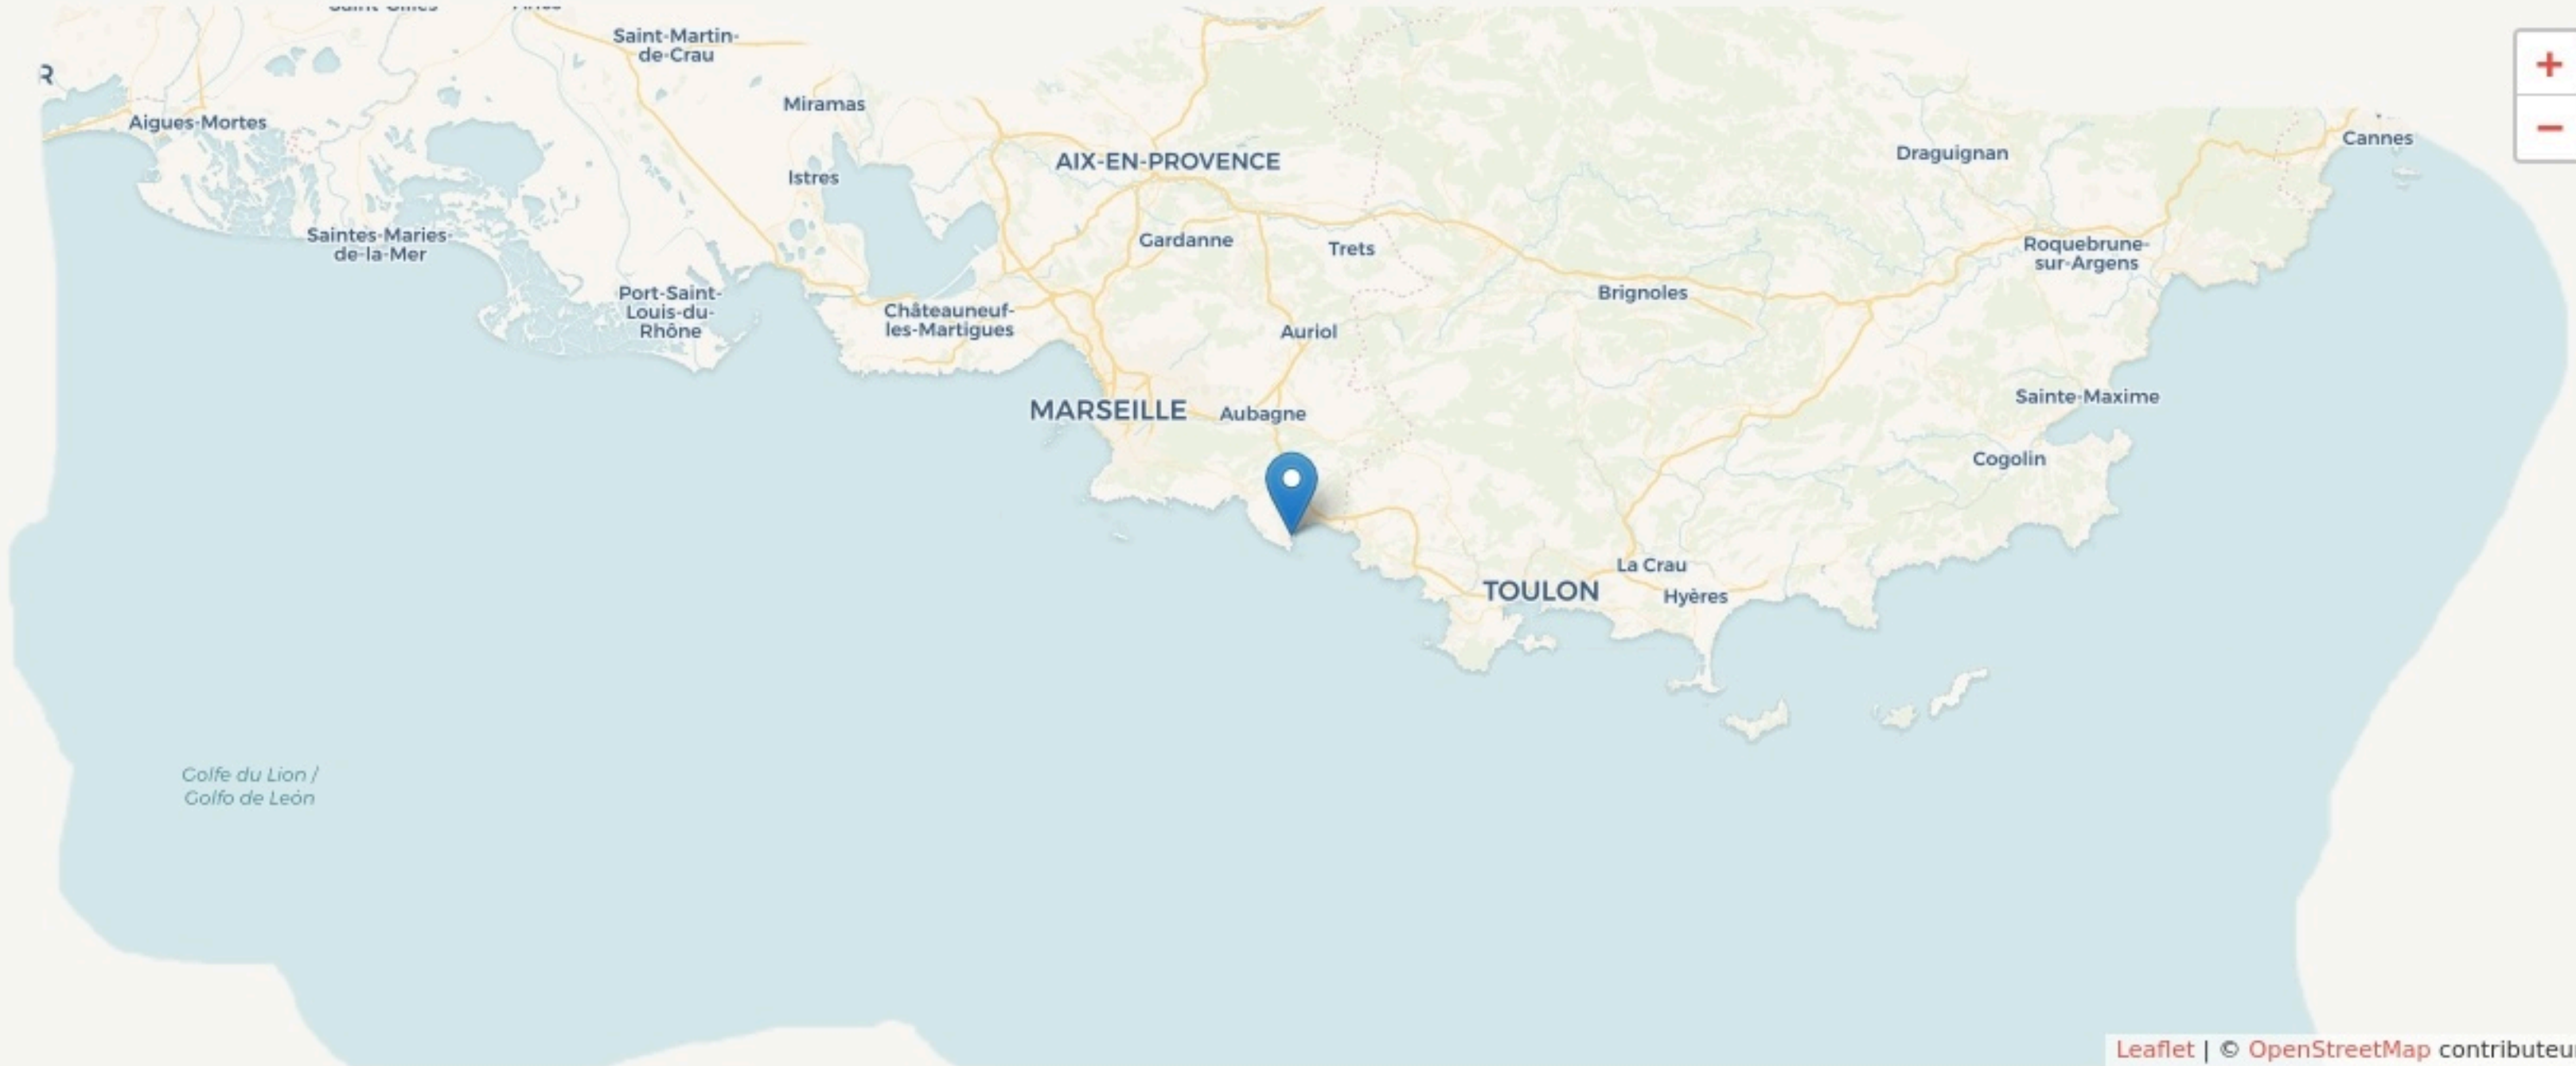 Saint-Martin-
de-Crau
R
Miramas
Aigues-Mortes
Cannes
Draguignan
AIX-EN-PROVENCE
Istres
Saintes-Maries-
de-la-Mer
Gardanne
Trets
Roquebrune-
sur-Argens
Port-Saint-
Louis-du-
Rhône
Brignoles
Châteauneuf-
les-Martigues
Auriol
Sainte-Maxime
MARSEILLE
Aubagne
Cogolin
La Crau
TOULON
Hyères
Golfe du Lion /
Golfo de León
+
−
Leaflet | © OpenStreetMap contributeu